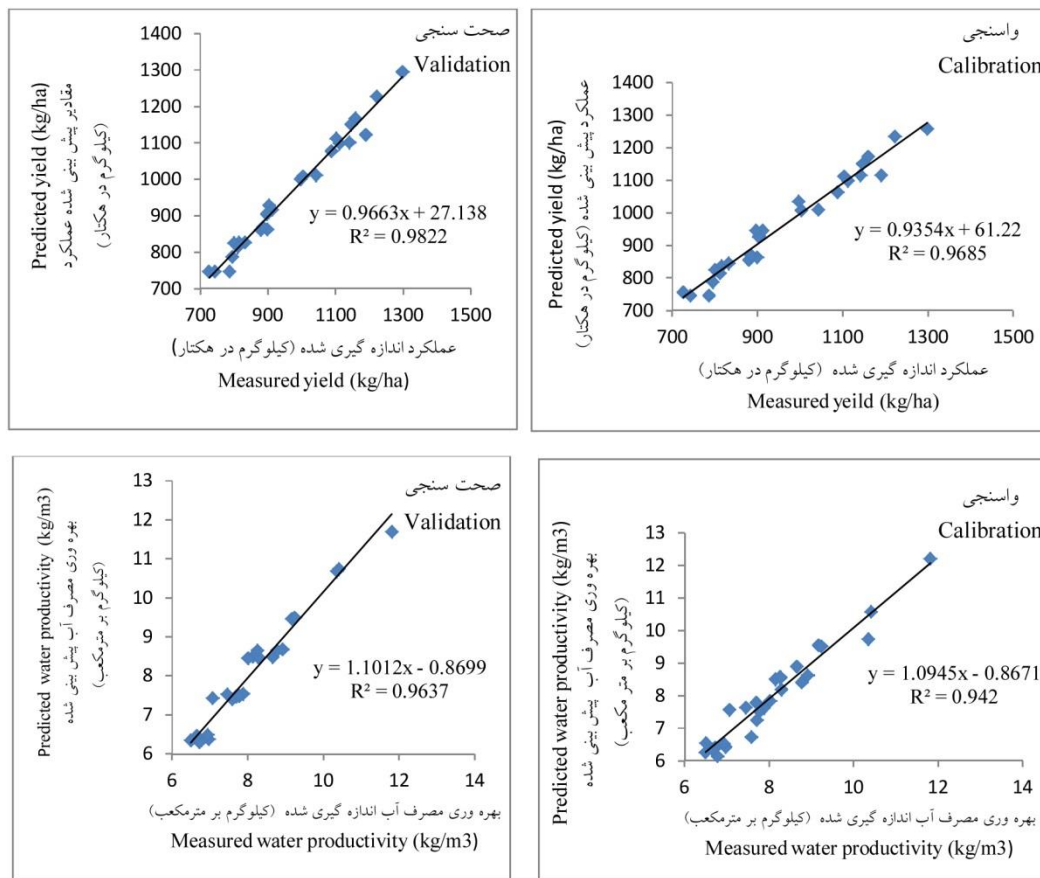 صحت سنجی
Validation
1400
1300
1200
1100
1000
900
800
700
700 900 1100 1300 1500
y = 0.9663x + 27.138
R² = 0.9822
Predicted yield (kg/ha)
مقادیر پیش بینی شده عملکرد
(کیلوگرم در هکتار)
عملکرد اندازه گیری شده (کیلوگرم در هکتار)
Measured yield (kg/ha)
واسنجی
Calibration
1400
1300
1200
1100
1000
900
800
700
700 900 1100 1300 1500
y = 0.9354x + 61.22
R² = 0.9685
Predicted yield (kg/ha)
عملکرد پیش بینی شده (کیلوگرم در هکتار)
عملکرد اندازه گیری شده (کیلوگرم در هکتار)
Measured yeild (kg/ha)
صحت سنجی
Validation
13
12
11
10
9
8
7
6
6 8 10 12 14
y = 1.1012x - 0.8699
R² = 0.9637
Predicted water productivity (kg/m3)
بهره وری مصرف آب پیش بینی شده
(کیلوگرم بر مترمکعب)
بهره وری مصرف آب اندازه گیری شده (کیلوگرم بر مترمکعب)
Measured water productivity (kg/m3)
واسنجی
Calibration
13
12
11
10
9
8
7
6
6 8 10 12 14
y = 1.0945x - 0.8671
R² = 0.942
Predicted water productivity (kg/m3)
بهره وری مصرف آب پیش بینی شده
(کیلوگرم بر متر مکعب)
بهره وری مصرف آب اندازه گیری شده (کیلوگرم بر مترمکعب)
Measured water productivity (kg/m3)